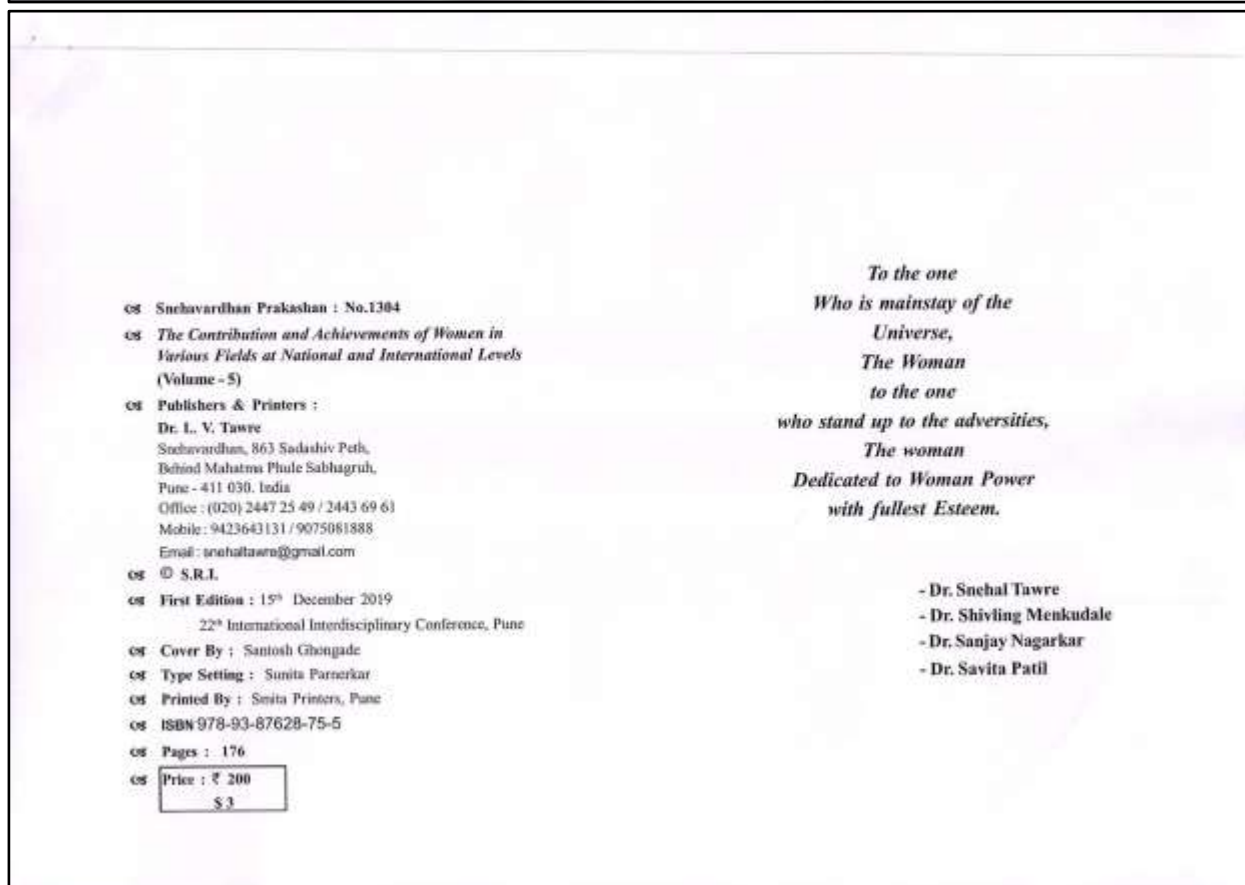 Snehavardhan Prakashan : No.1304
The Contribution and Achievements of Women in
Various Fields at National and International Levels
(Volume - 5)
Publishers & Printers :
Dr. L. V. Tawre
Snehavardhan, 863 Sadashiv Peth,
Behind Mahatma Phule Sabhagruh,
Pune - 411 030. India
Office : (020) 2447 25 49 / 2443 69 61
Mobile : 9423643131 / 9075081888
Email : snehaltawre@gmail.com
© S.R.I.
First Edition : 15th December 2019
22th International Interdisciplinary Conference, Pune
Cover By : Santosh Ghongade
Type Setting : Sunita Parnerkar
Printed By : Smita Printers, Pune
ISBN 978-93-87628-75-5
Pages : 176
Price : ₹ 200
$ 3
To the one
Who is mainstay of the
Universe,
The Woman
to the one
who stand up to the adversities,
The woman
Dedicated to Woman Power
with fullest Esteem.
- Dr. Snehal Tawre
- Dr. Shivling Menkudale
- Dr. Sanjay Nagarkar
- Dr. Savita Patil